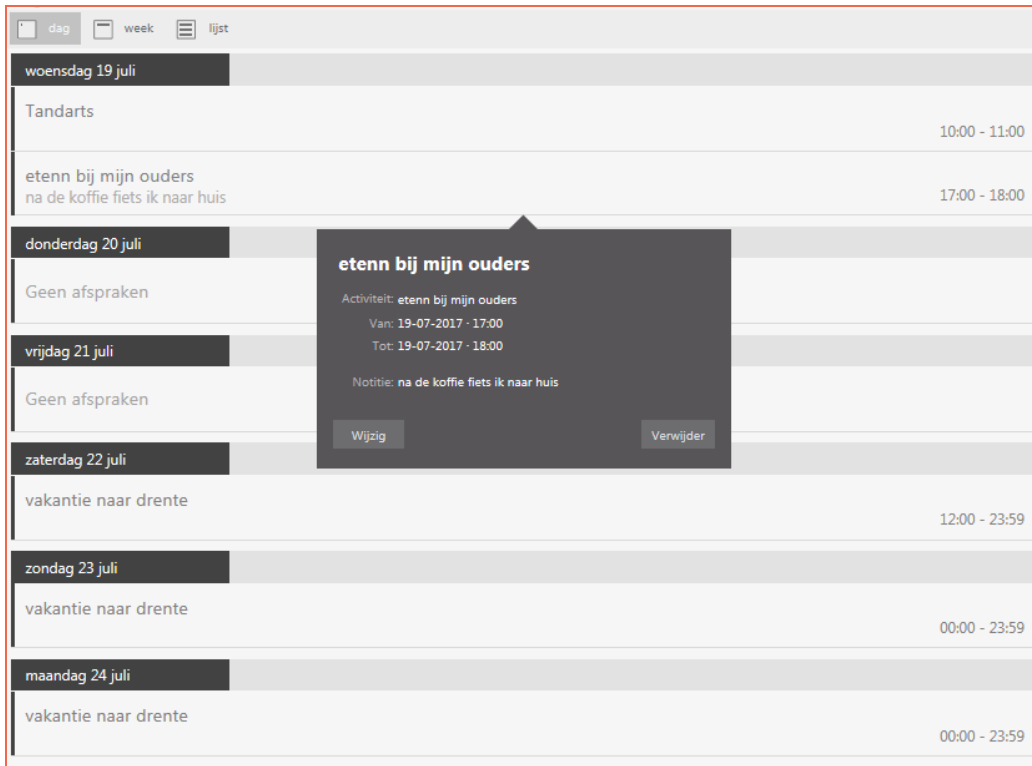 dag week lijst
woensdag 19 juli
Tandarts
10:00 - 11:00
etenn bij mijn ouders
na de koffie fiets ik naar huis
17:00 - 18:00
donderdag 20 juli
Geen afspraken
vrijdag 21 juli
Geen afspraken
etenn bij mijn ouders
Activiteit: etenn bij mijn ouders
Van: 19-07-2017 · 17:00
Tot: 19-07-2017 · 18:00
Notitie: na de koffie fiets ik naar huis
Wijzig Verwijder
zaterdag 22 juli
vakantie naar drente
12:00 - 23:59
zondag 23 juli
vakantie naar drente
00:00 - 23:59
maandag 24 juli
vakantie naar drente
00:00 - 23:59